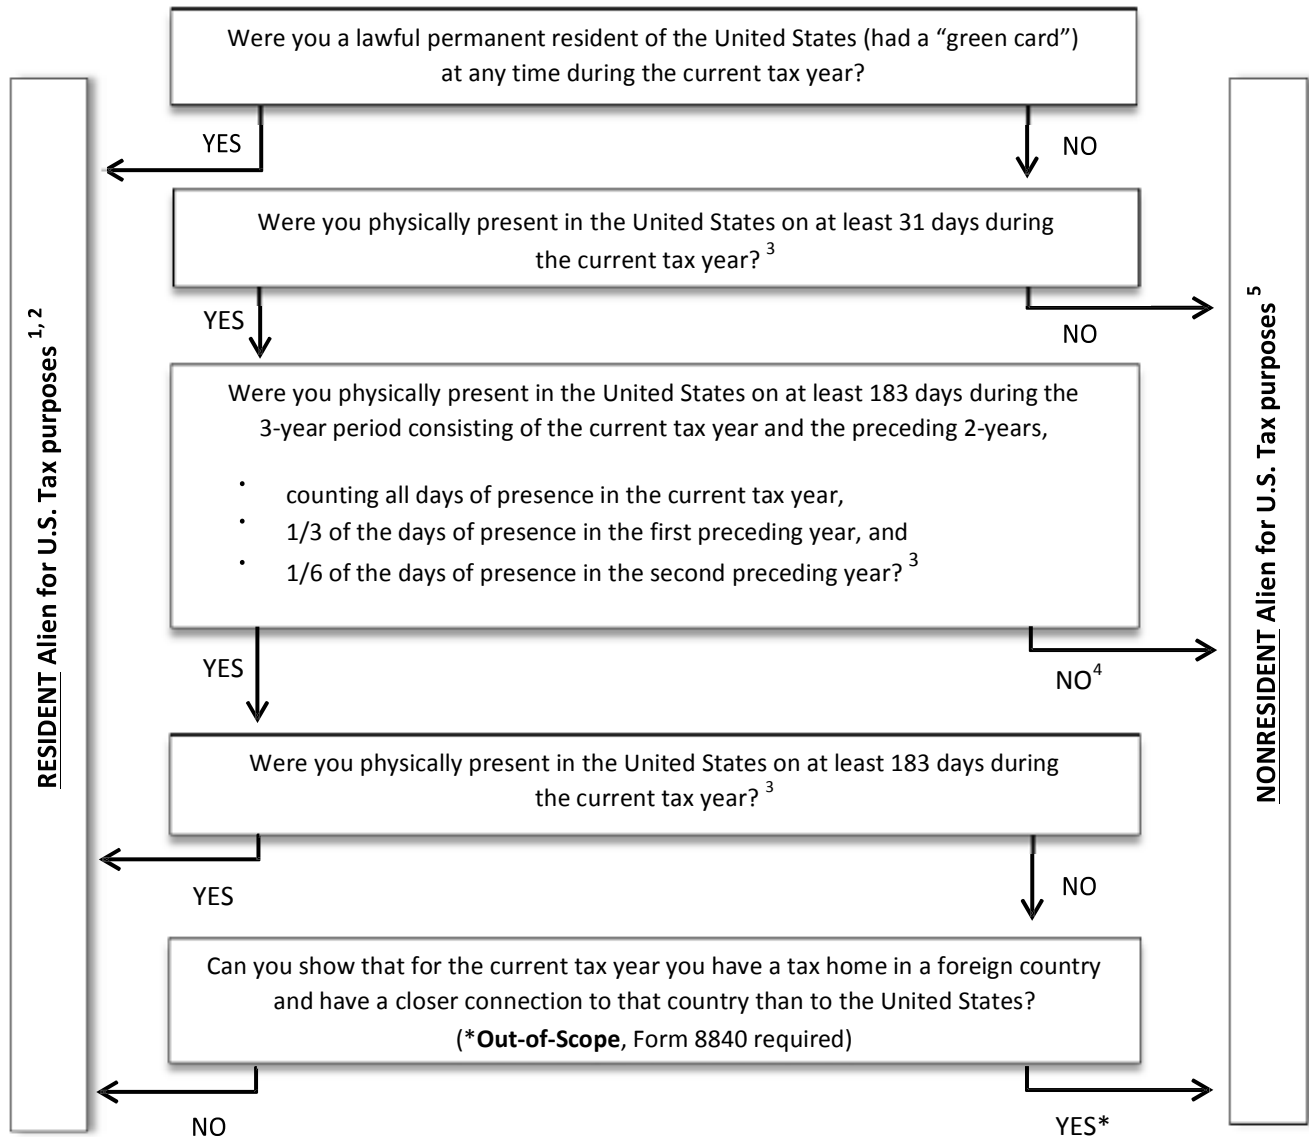 Were you a lawful permanent resident of the United States (had a “green card”)
at any time during the current tax year?
YES
NO
Were you physically present in the United States on at least 31 days during
the current tax year? 3
YES
NO
Were you physically present in the United States on at least 183 days during the
3-year period consisting of the current tax year and the preceding 2-years,
· counting all days of presence in the current tax year,
· 1/3 of the days of presence in the first preceding year, and
· 1/6 of the days of presence in the second preceding year? 3
YES
NO4
Were you physically present in the United States on at least 183 days during
the current tax year? 3
YES
NO
Can you show that for the current tax year you have a tax home in a foreign country
and have a closer connection to that country than to the United States?
(*Out-of-Scope, Form 8840 required)
NO
YES*
RESIDENT Alien for U.S. Tax purposes 1, 2
NONRESIDENT Alien for U.S. Tax purposes 5